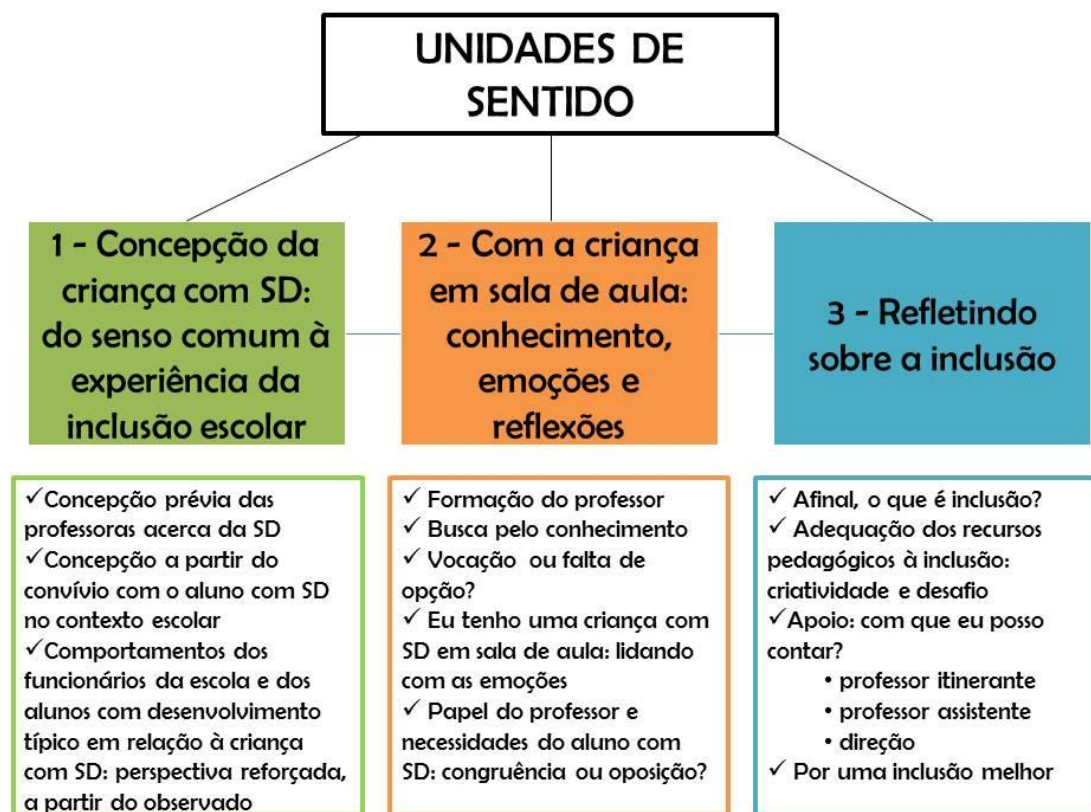 UNIDADES DE
SENTIDO
1 - Concepção da
criança com SD:
do senso comum à
experiência da
inclusão escolar
2 - Com a criança
em sala de aula:
conhecimento,
emoções e
reflexões
3 - Refletindo
sobre a inclusão
✓Concepção prévia das
professoras acerca da SD
✓Concepção a partir do
convívio com o aluno com SD
no contexto escolar
✓Comportamentos dos
funcionários da escola e dos
alunos com desenvolvimento
típico em relação à criança
com SD: perspectiva reforçada,
a partir do observado
✓ Formação do professor
✓ Busca pelo conhecimento
✓ Vocação ou falta de
opção?
✓ Eu tenho uma criança com
SD em sala de aula: lidando
com as emoções
✓ Papel do professor e
necessidades do aluno com
SD: congruência ou oposição?
✓ Afinal, o que é inclusão?
✓ Adequação dos recursos
pedagógicos à inclusão:
criatividade e desafio
✓Apoio: com que eu posso
contar?
• professor itinerante
• professor assistente
• direção
✓ Por uma inclusão melhor